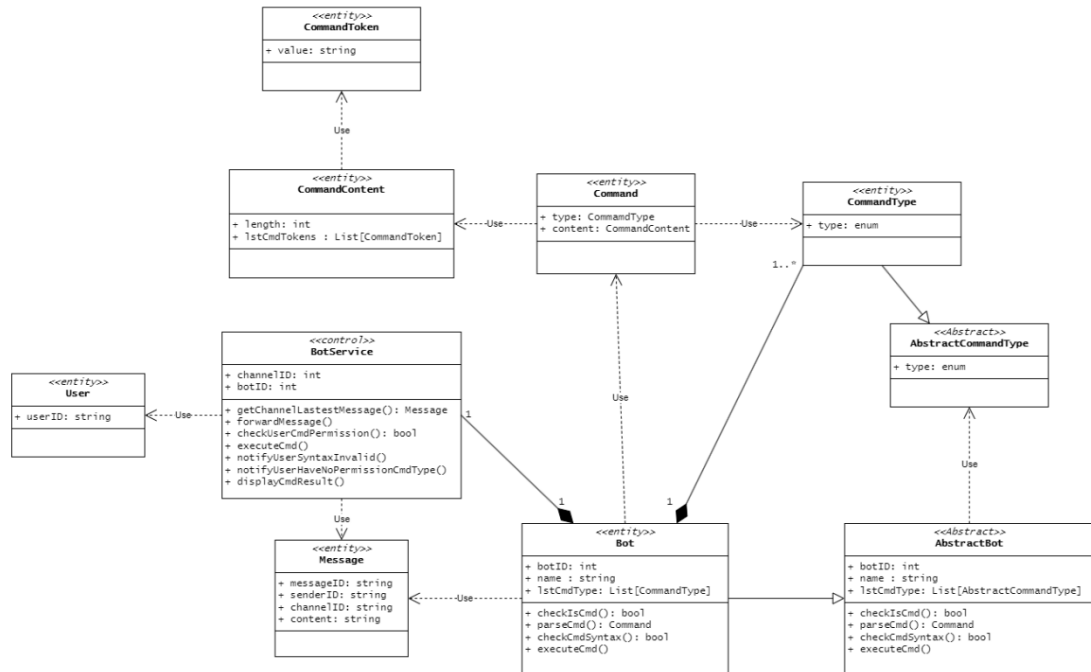 <<entity>>
CommandToken
+ value: string
Use
<<entity>>
CommandContent
+ length: int
+ lstCmdTokens : List[CommandToken]
Use
<<entity>>
Command
+ type: CommamdType
+ content: CommandContent
Use
<<entity>>
CommandType
+ type: enum
1.."
<<Abstract>>
AbstractCommandType
+ type: enum
<<entity>>
User
+ userID: string
Use
<<control>>
BotService
+ channelID: int
+ botID: int
+ getChannelLastestMessage(): Message
+ forwardMessage()
+ checkUserCmdPermission(): bool
+ executeCmd()
+ notifyUserSyntaxInvalid()
+ notifyUserHaveNoPermissionCmdType()
+ displayCmdResult()
1
Use
Use
1
1
Use
<<entity>>
Message
+ messageID: string
+ senderID: string
+ channelID: string
+ content: string
Use
<<entity>>
Bot
+ botID: int
+ name : string
+ lstCmdType: List[CommandType]
+ checkIsCmd(): bool
+ parseCmd(): Command
+ checkCmdSyntax(): bool
+ executeCmd()
<<Abstract>>
AbstractBot
+ botID: int
+ name : string
+ lstCmdType: List[AbstractCommandType]
+ checkIsCmd(): bool
+ parseCmd(): Command
+ checkCmdSyntax(): bool
+ executeCmd()